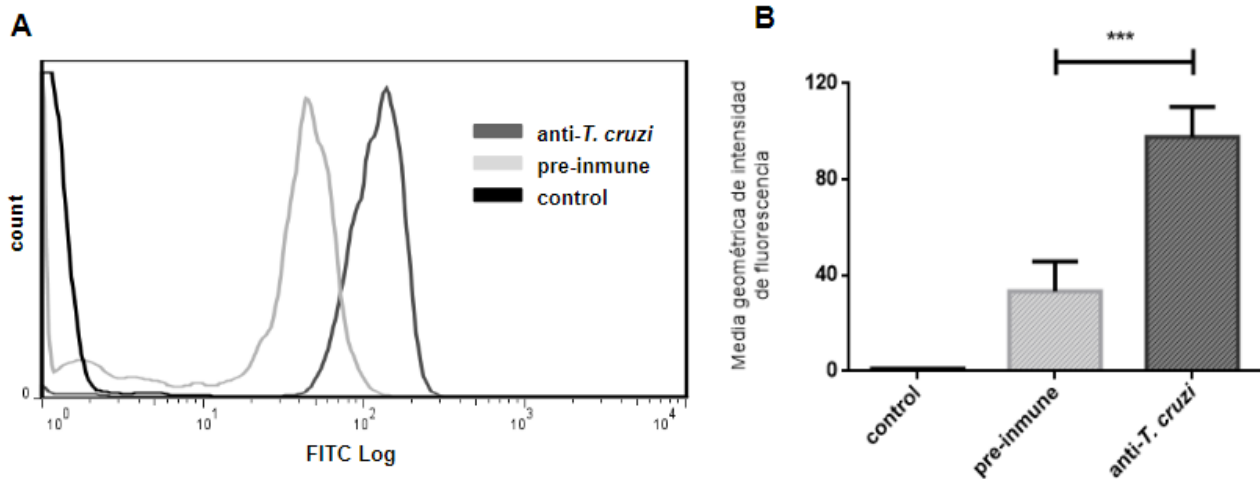 A
count
0
anti-T. cruzi
pre-inmune
control
10^0
10^1
10^2
10^3
10^4
FITC Log
B
***
Media geométrica de intensidad
de fluorescencia
120
80
40
0
control
pre-inmune
anti-T. cruzi